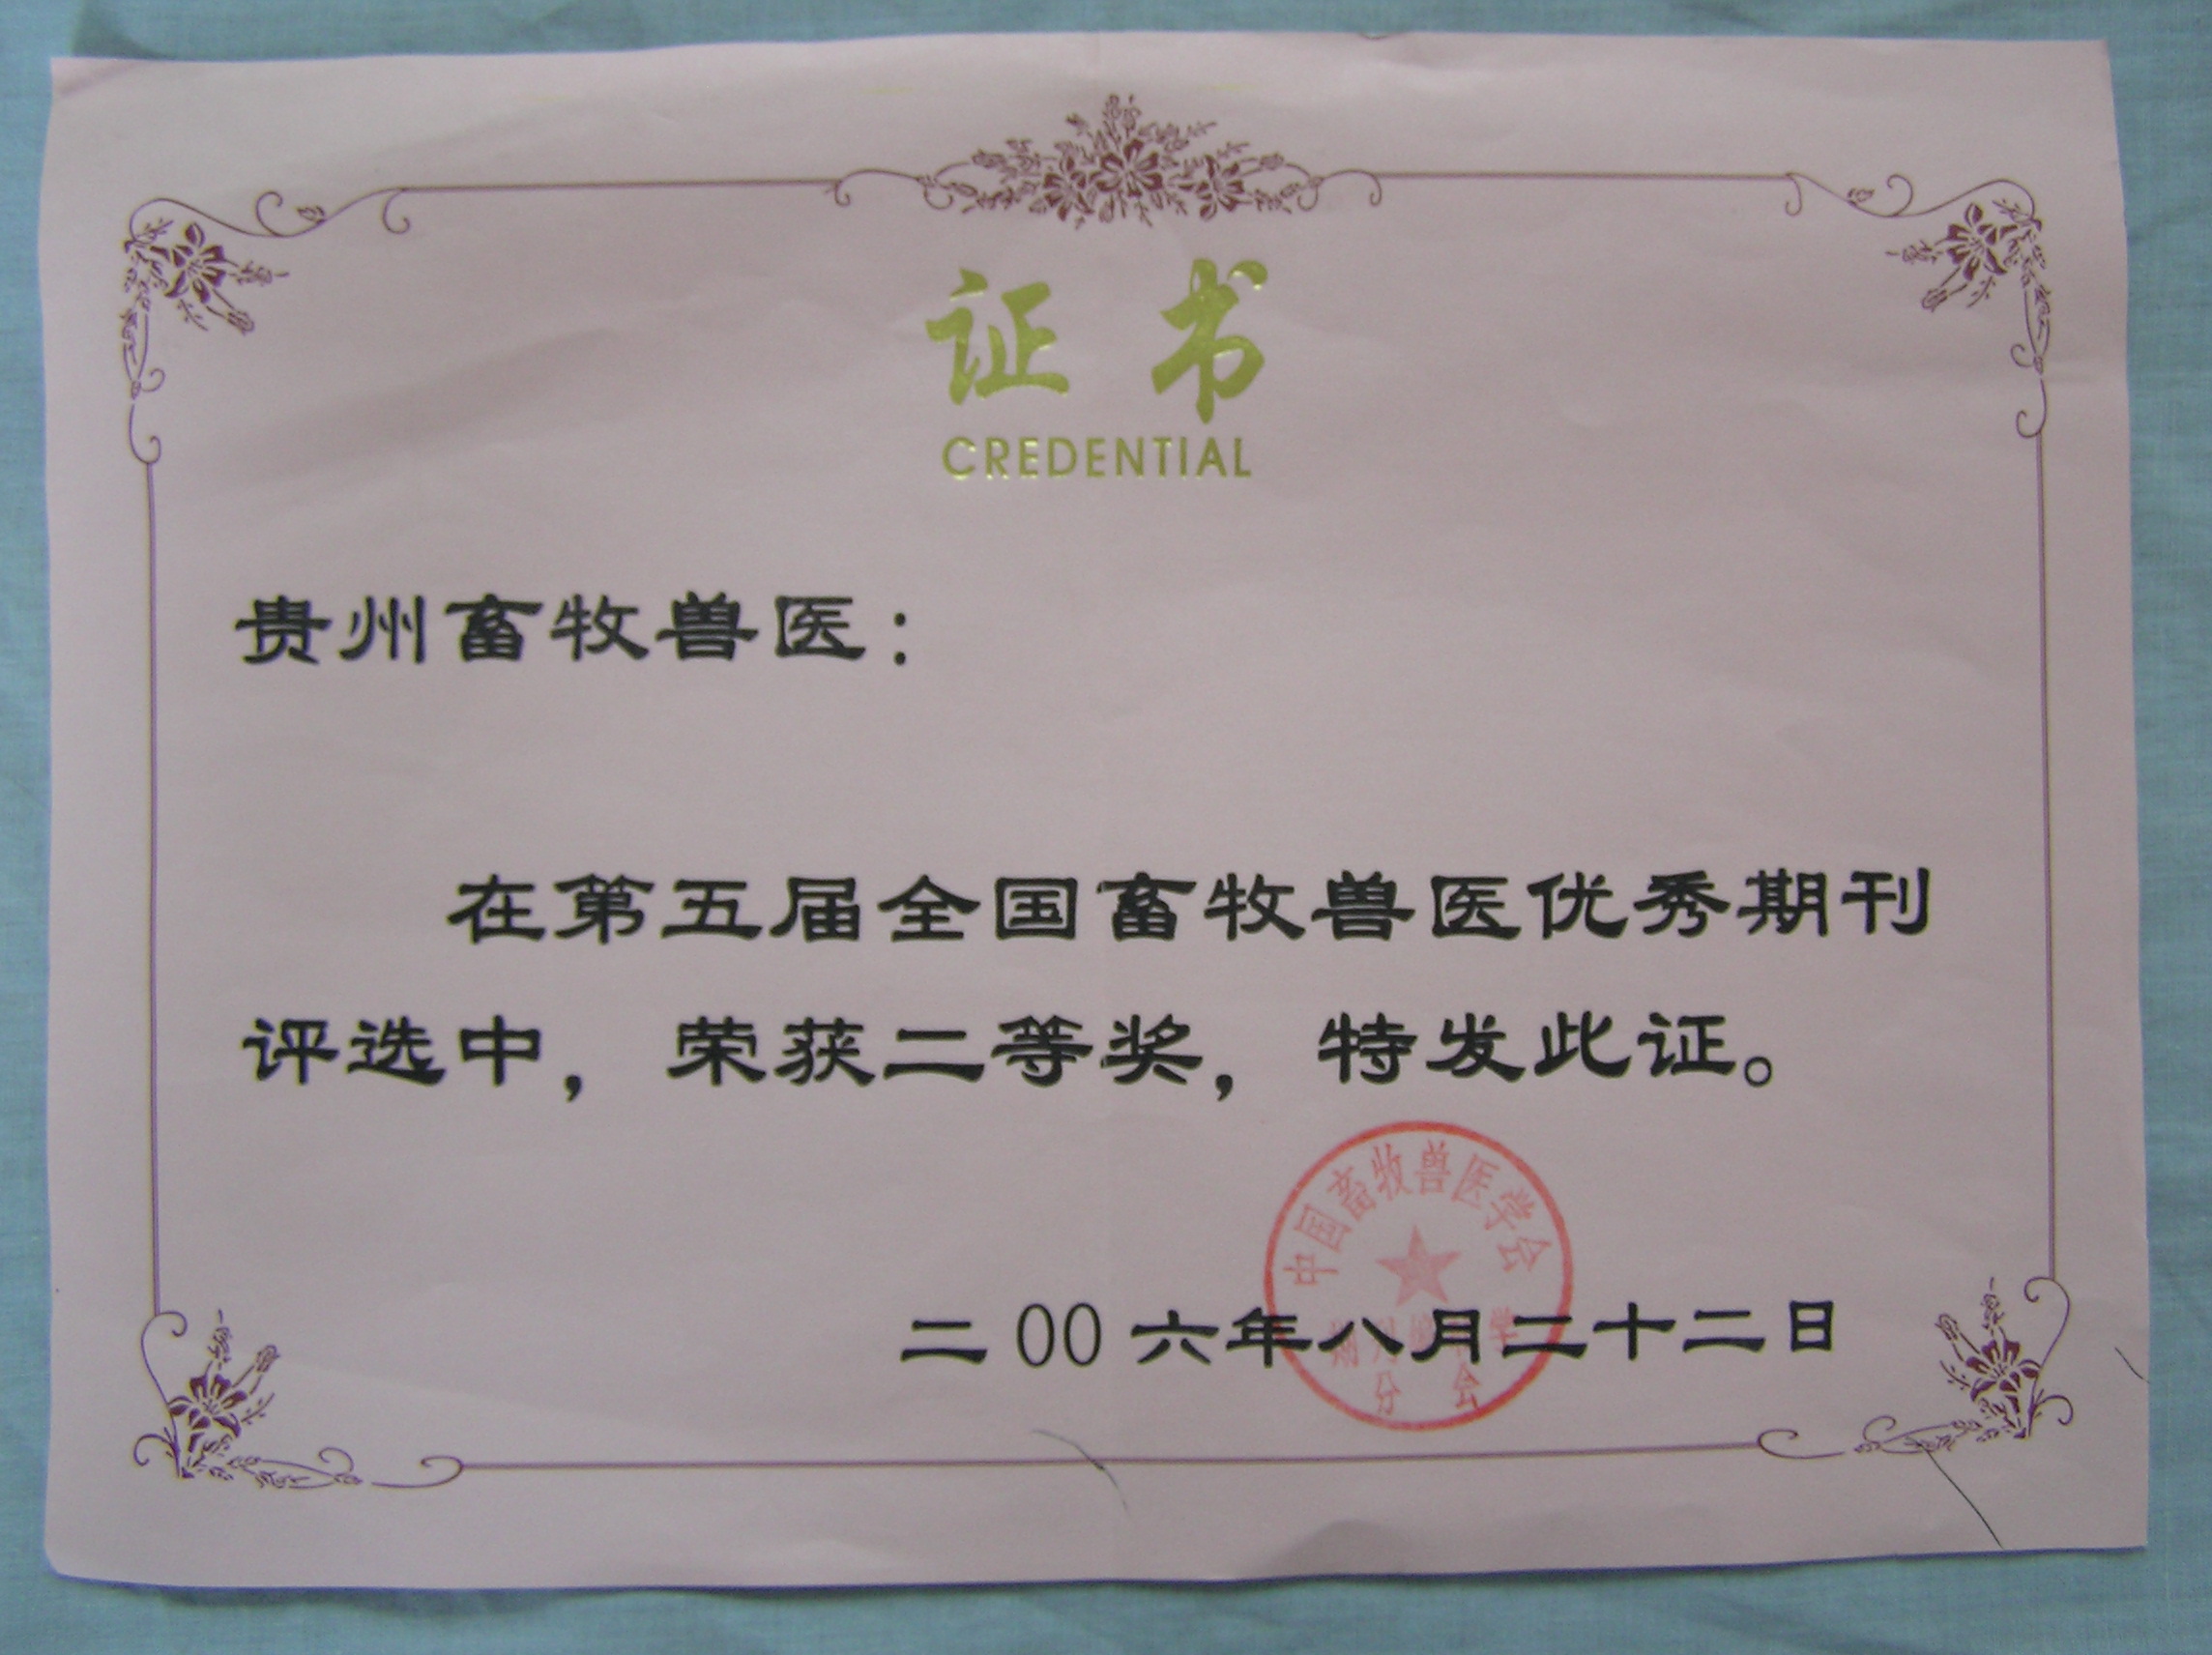 证书
CREDENTIAL
贵州畜牧兽医：
在第五届全国畜牧兽医优秀期刊
评选中，荣获二等奖，特发此证。
中国畜牧兽医学会
二00六年八月二十二日
分会